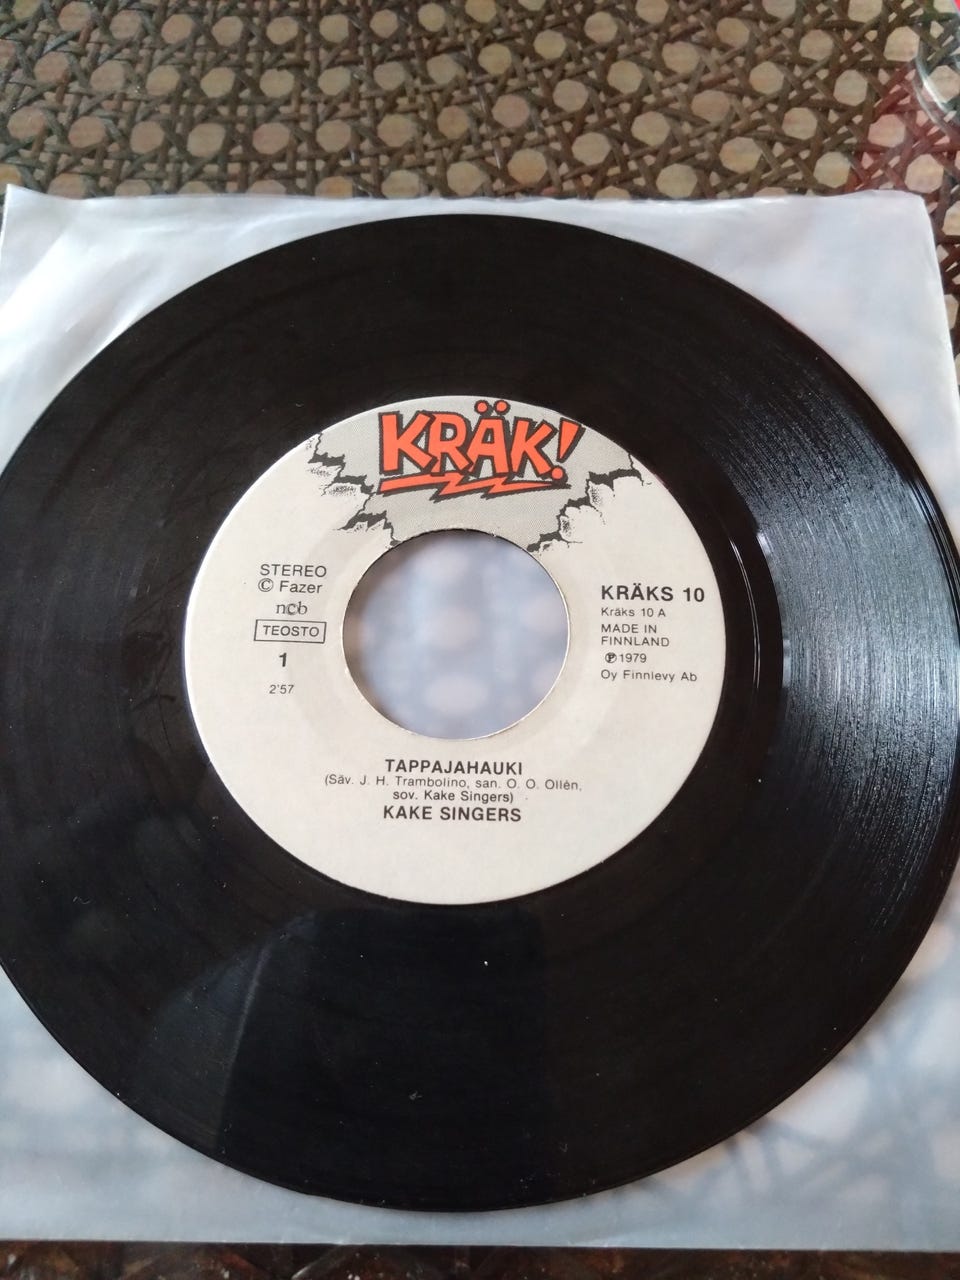 KRÄK!
STEREO
© Fazer
ncb
TEOSTO
1
2'57
KRÄKS 10
Kräks 10 A
MADE IN
FINNLAND
℗ 1979
Oy Finnlevy Ab
TAPPAJAHAUKI
(Säv. J. H. Trambolino, san. O. O. Ollén,
sov. Kake Singers)
KAKE SINGERS